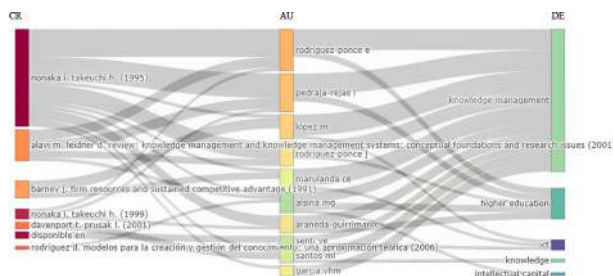 CR
AU
DE
nonaka i. takeuchi h. (1995)
alavi m. leidner d. review: knowledge management and knowledge management systems: conceptual foundations and research issues (2001)
barney j. firm resources and sustained competitive advantage (1991)
nonaka i. takeuchi h. (1999)
davenport t. prusak l. (2001)
disponible en
rodriguez d. modelos para la creación y gestión del conocimiento: una aproximación teórica (2006)
rodriguez-ponce e
pedraja-rejas l
lópez m
rodríguez-ponce j
marulanda ce
alsina mg
araneda-guirriman c
senti ve
santos ml
garcia vhm
knowledge management
higher education
ict
knowledge
intellectual capital